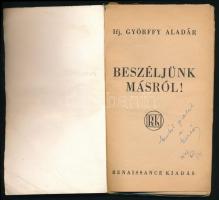 Ifj. GYÖRFFY ALADÁR
BESZÉLJÜNK
MÁSRÓL!
RK
RENAISSANCE KIADÁS